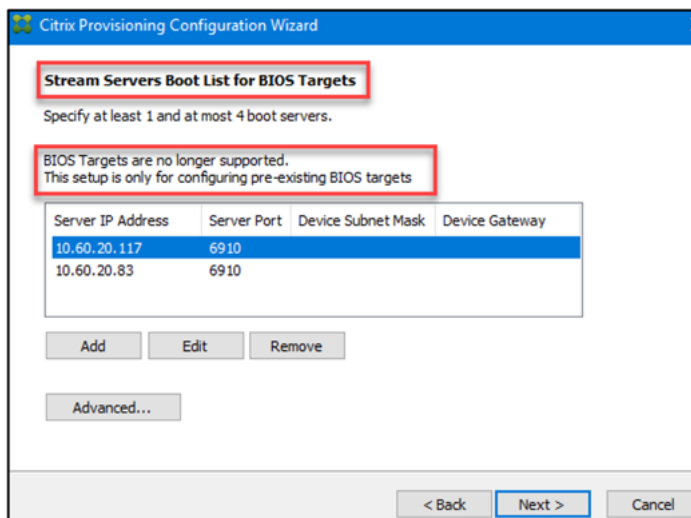 Citrix Provisioning Configuration Wizard
Stream Servers Boot List for BIOS Targets
Specify at least 1 and at most 4 boot servers.
BIOS Targets are no longer supported.
This setup is only for configuring pre-existing BIOS targets
Server IP Address Server Port Device Subnet Mask Device Gateway
10.60.20.117 6910
10.60.20.83 6910
Add Edit Remove
Advanced...
< Back Next > Cancel